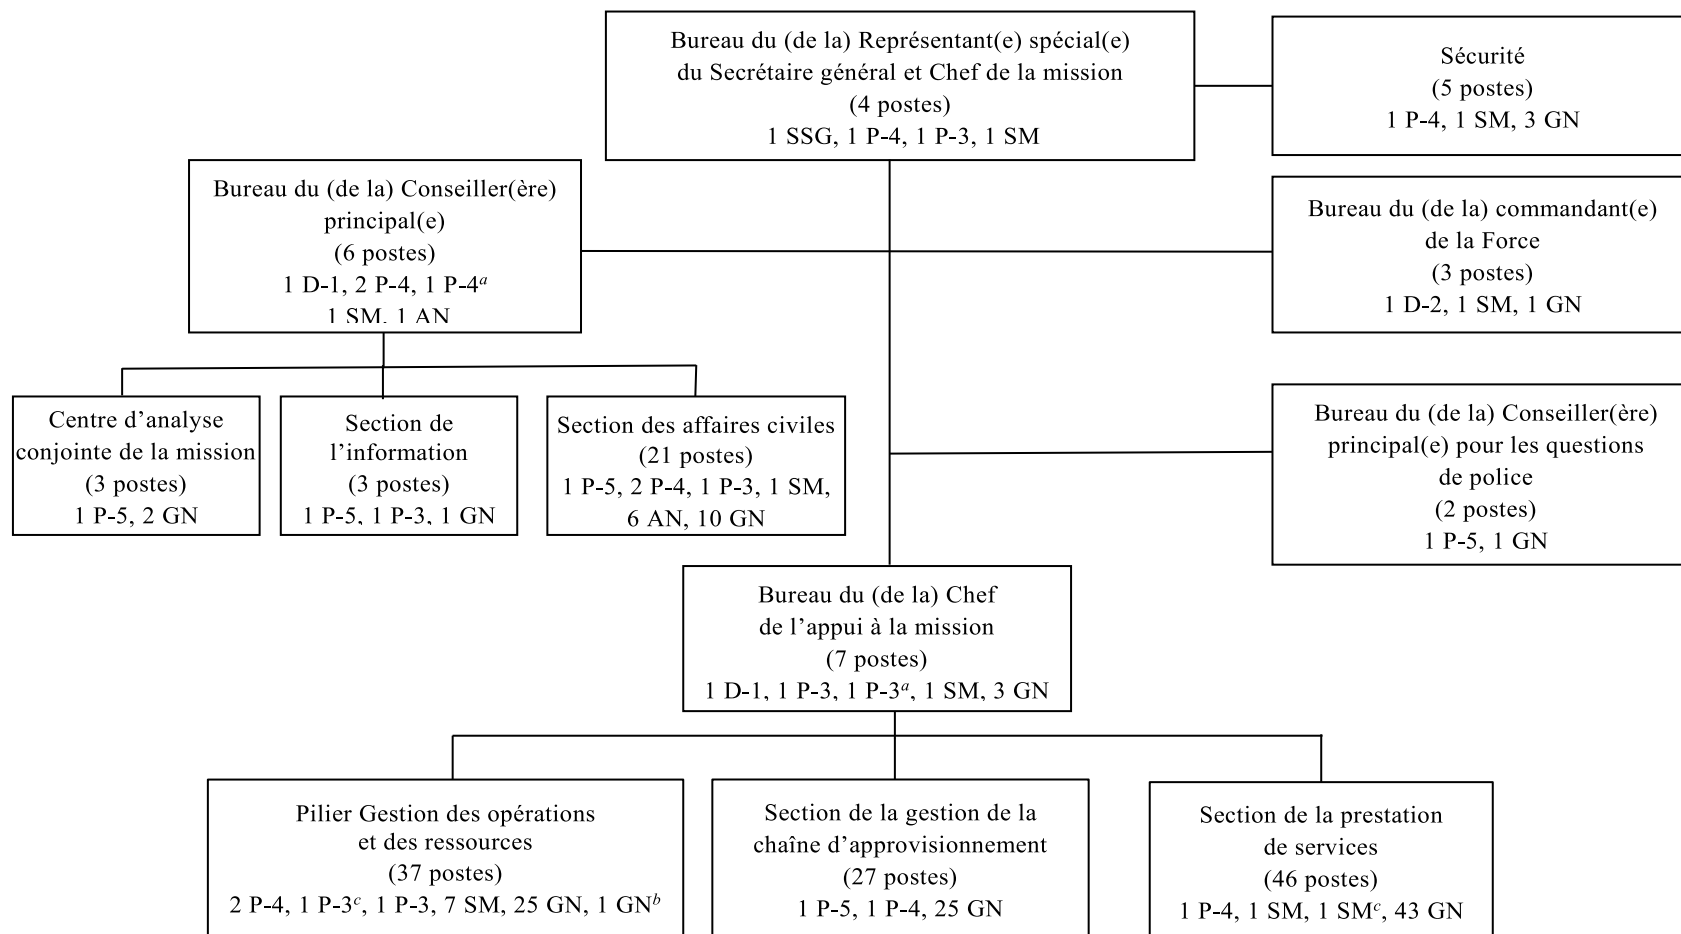 Bureau du (de la) Représentant(e) spécial(e)
du Secrétaire général et Chef de la mission
(4 postes)
1 SSG, 1 P-4, 1 P-3, 1 SM
Sécurité
(5 postes)
1 P-4, 1 SM, 3 GN
Bureau du (de la) Conseiller(ère)
principal(e)
(6 postes)
1 D-1, 2 P-4, 1 P-4a
1 SM, 1 AN
Bureau du (de la) commandant(e)
de la Force
(3 postes)
1 D-2, 1 SM, 1 GN
Centre d’analyse
conjointe de la mission
(3 postes)
1 P-5, 2 GN
Section de
l’information
(3 postes)
1 P-5, 1 P-3, 1 GN
Section des affaires civiles
(21 postes)
1 P-5, 2 P-4, 1 P-3, 1 SM,
6 AN, 10 GN
Bureau du (de la) Conseiller(ère)
principal(e) pour les questions
de police
(2 postes)
1 P-5, 1 GN
Bureau du (de la) Chef
de l’appui à la mission
(7 postes)
1 D-1, 1 P-3, 1 P-3a, 1 SM, 3 GN
Pilier Gestion des opérations
et des ressources
(37 postes)
2 P-4, 1 P-3c, 1 P-3, 7 SM, 25 GN, 1 GNb
Section de la gestion de la
chaîne d’approvisionnement
(27 postes)
1 P-5, 1 P-4, 25 GN
Section de la prestation
de services
(46 postes)
1 P-4, 1 SM, 1 SMc, 43 GN